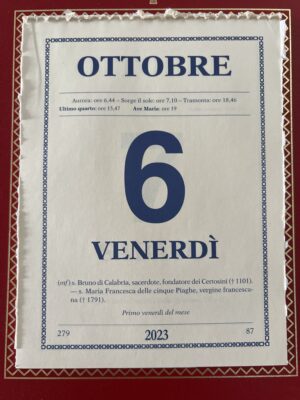 OTTOBRE
Aurora: ore 6,44 – Sorge il sole: ore 7,10 – Tramonta: ore 18,46
Ultimo quarto: ore 15,47 Ave Maria: ore 19
6
VENERDÌ
(mf) s. Bruno di Calabria, sacerdote, fondatore dei Certosini († 1101).
— s. Maria Francesca delle cinque Piaghe, vergine francesca-
na († 1791).
Primo venerdì del mese
279 2023 87